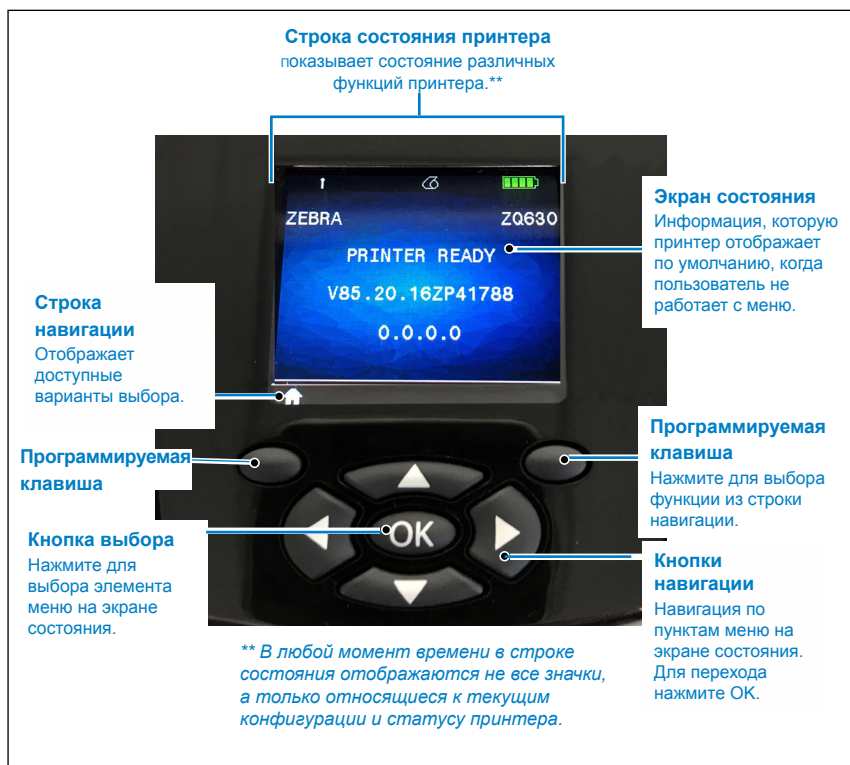 Строка состояния принтера
показывает состояние различных
функций принтера.**
ZEBRA ZQ630
PRINTER READY
V85.20.16ZP41788
0.0.0.0
Экран состояния
Информация, которую
принтер отображает
по умолчанию, когда
пользователь не
работает с меню.
Строка
навигации
Отображает
доступные
варианты выбора.
Программируемая
клавиша
Программируемая
клавиша
Нажмите для выбора
функции из строки
навигации.
Кнопка выбора
Нажмите для
выбора элемента
меню на экране
состояния.
OK
Кнопки
навигации
Навигация по
пунктам меню на
экране состояния.
Для перехода
нажмите OK.
** В любой момент времени в строке
состояния отображаются не все значки,
а только относящиеся к текущим
конфигурации и статусу принтера.